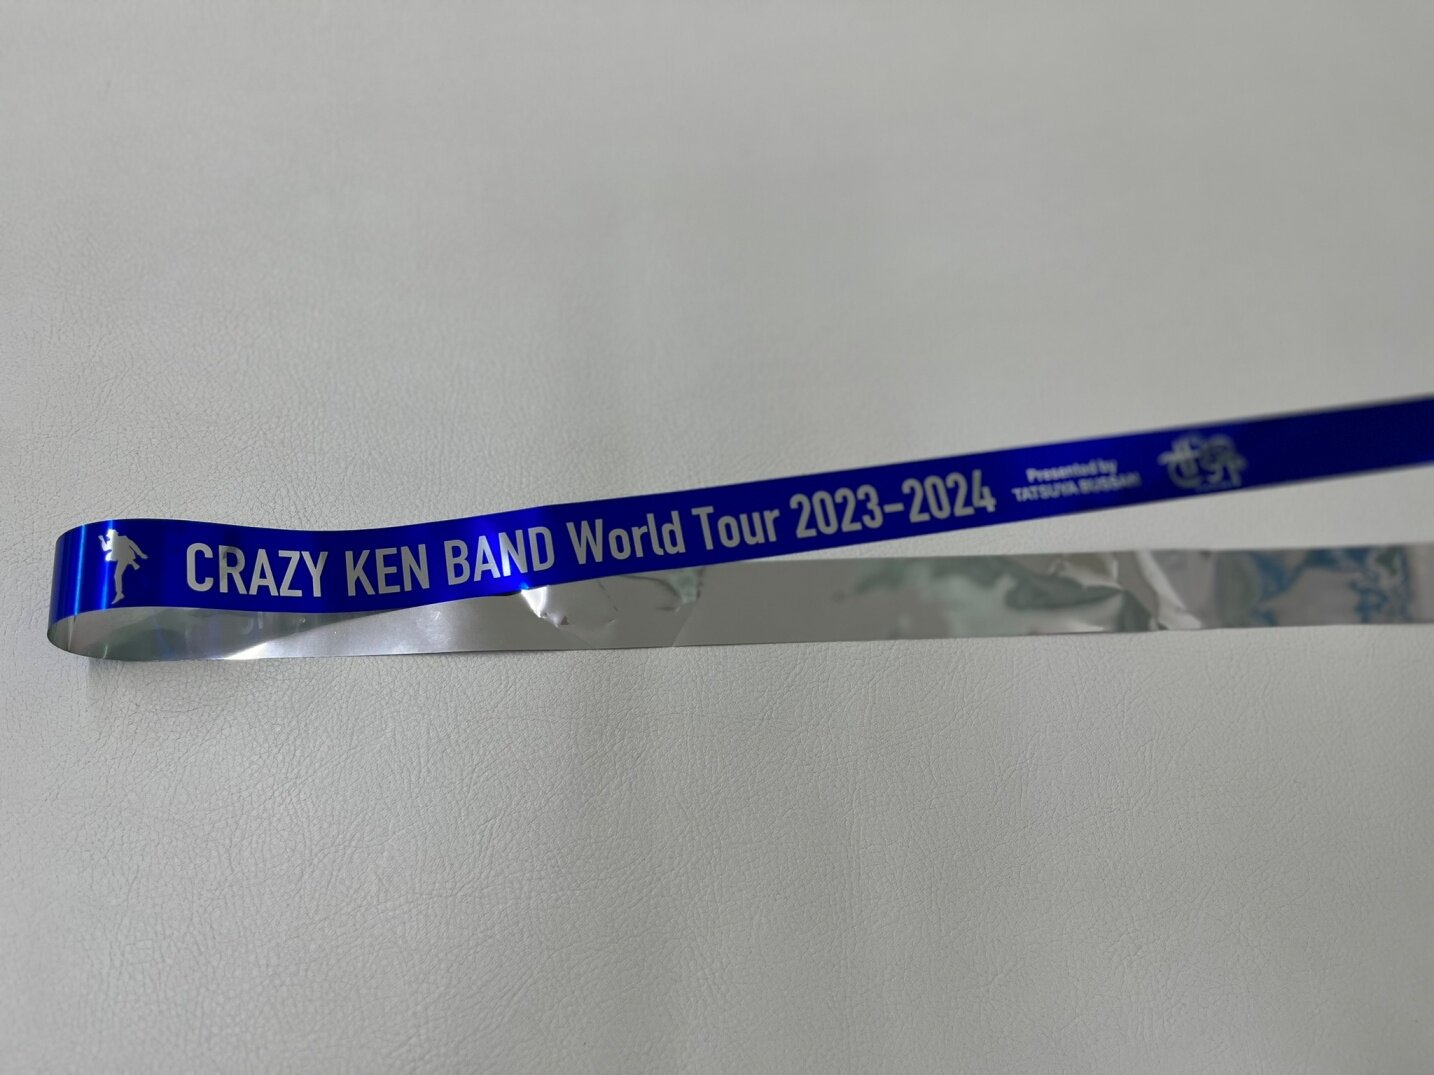 CRAZY KEN BAND World Tour 2023-2024
Presented by
TATSUYA BUSSAN